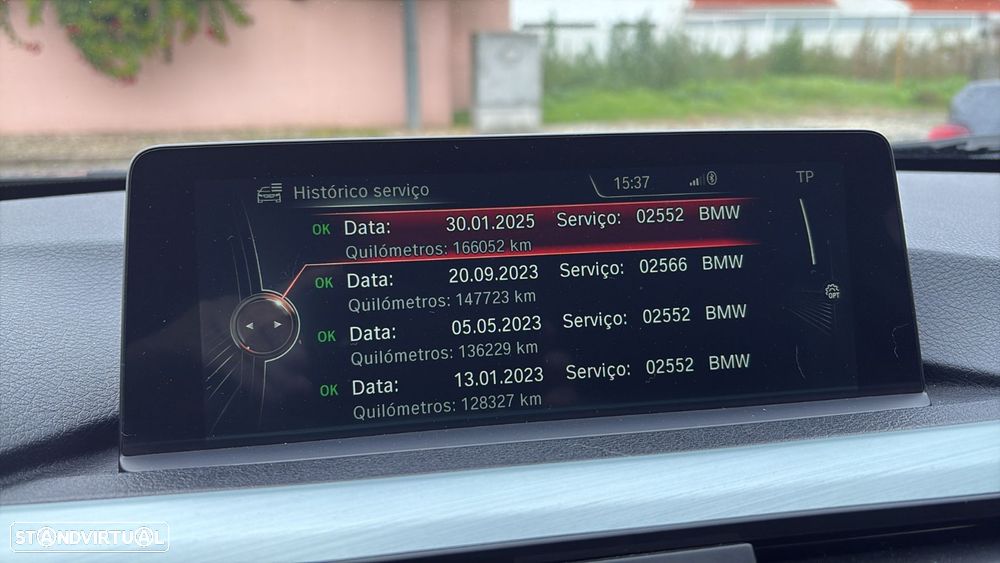 Histórico serviço 15:37 TP
OK Data: 30.01.2025 Serviço: 02552 BMW
Quilómetros: 166052 km
OK Data: 20.09.2023 Serviço: 02566 BMW
Quilómetros: 147723 km
OK Data: 05.05.2023 Serviço: 02552 BMW
Quilómetros: 136229 km
OK Data: 13.01.2023 Serviço: 02552 BMW
Quilómetros: 128327 km
OPT
STANDVIRTUAL